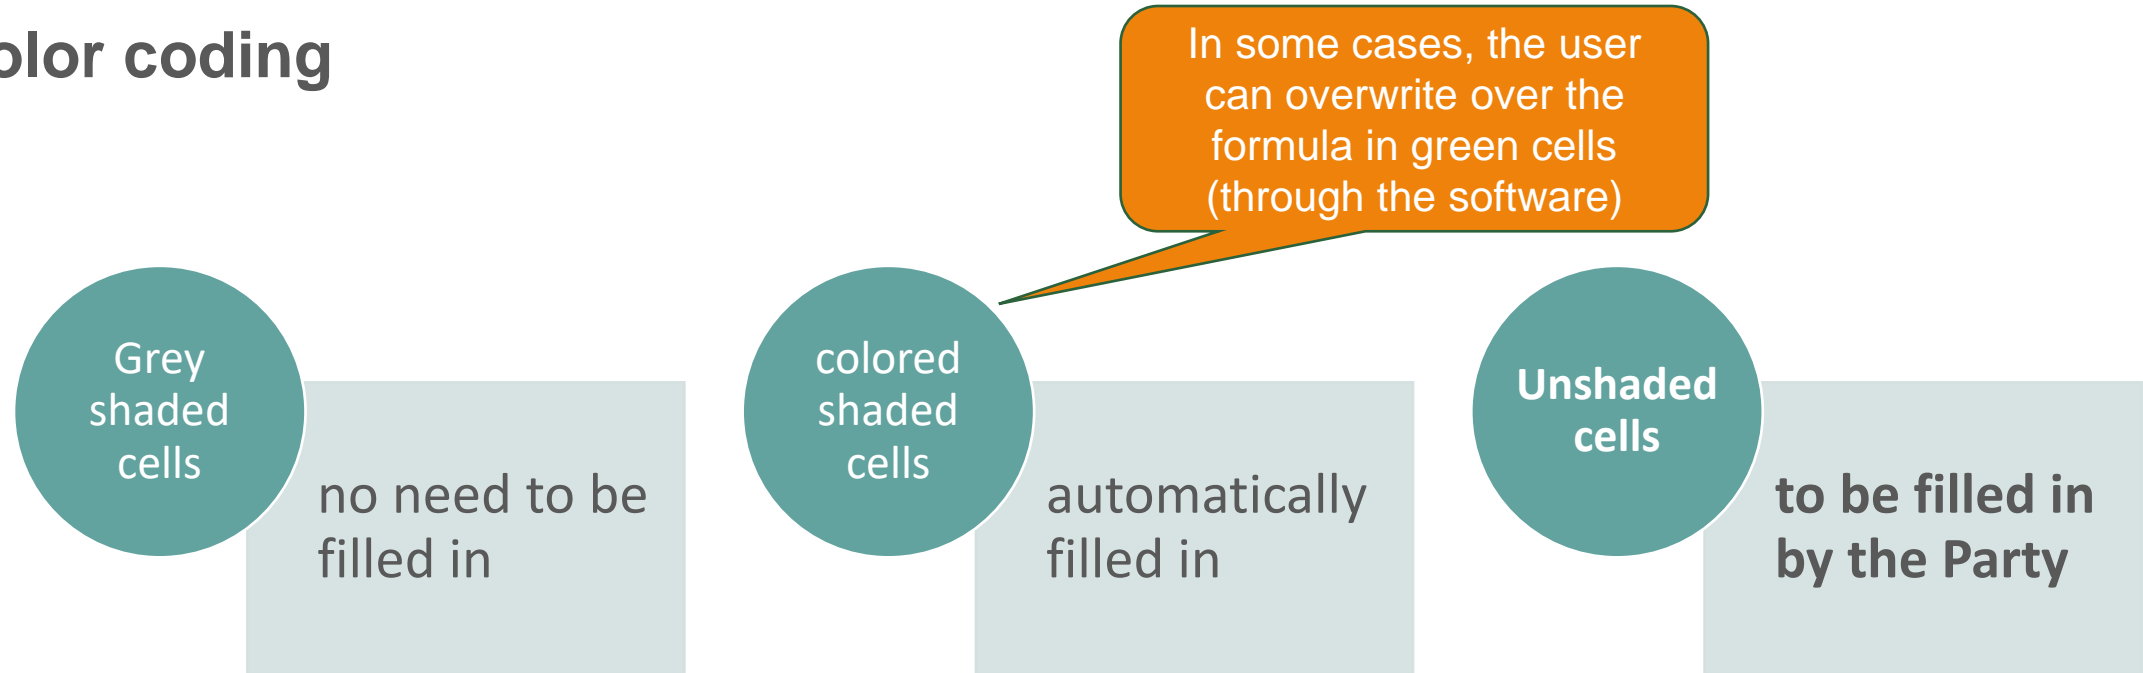 olor coding
In some cases, the user
can overwrite over the
formula in green cells
(through the software)
Grey
shaded
cells
no need to be
filled in
colored
shaded
cells
automatically
filled in
Unshaded
cells
to be filled in
by the Party